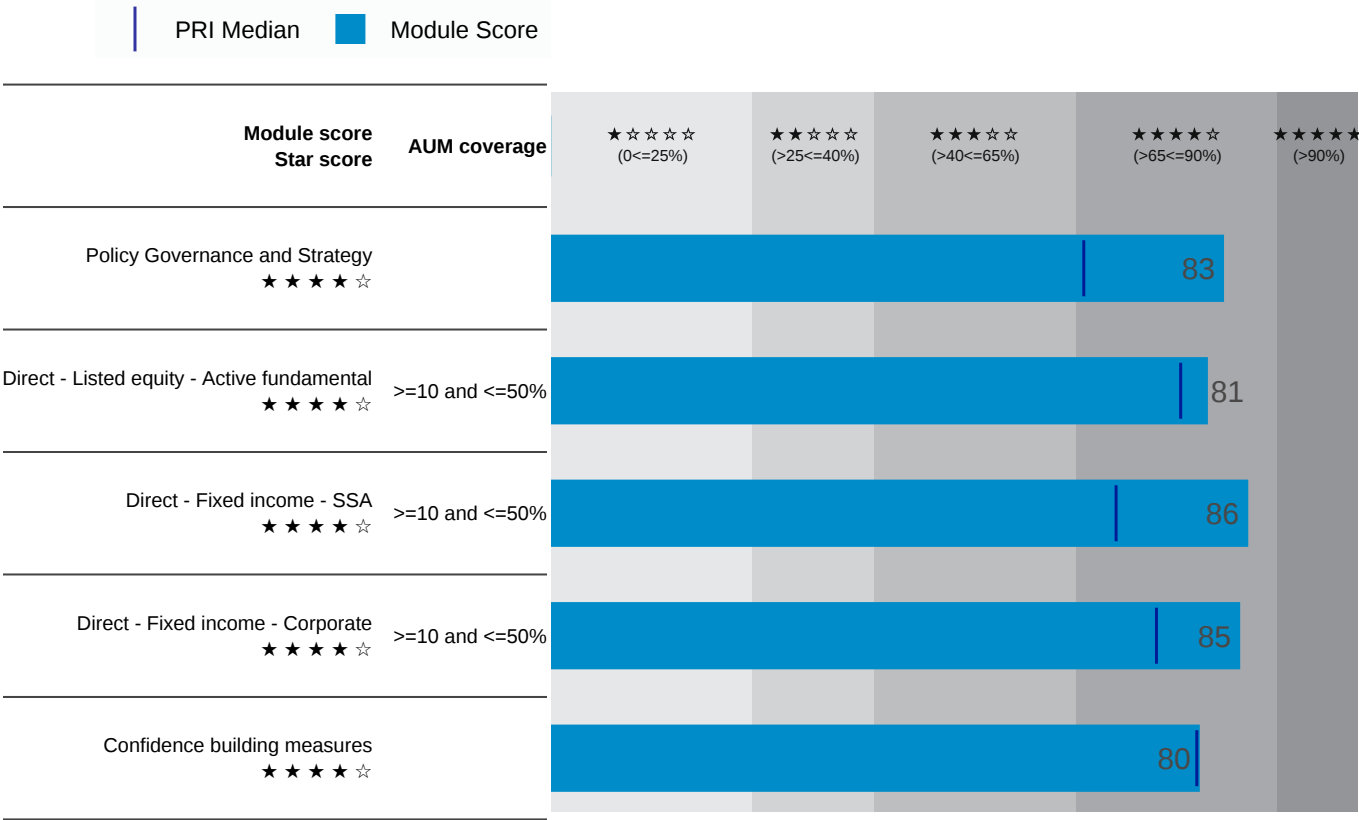 PRI Median Module Score
Module score
Star score
AUM coverage
★☆☆☆☆
(0<=25%)
★★☆☆☆
(>25<=40%)
★★★☆☆
(>40<=65%)
★★★★☆
(>65<=90%)
★★★★★
(>90%)
Policy Governance and Strategy
★★★★☆
83
Direct - Listed equity - Active fundamental
★★★★☆
>=10 and <=50%
81
Direct - Fixed income - SSA
★★★★☆
>=10 and <=50%
86
Direct - Fixed income - Corporate
★★★★☆
>=10 and <=50%
85
Confidence building measures
★★★★☆
80